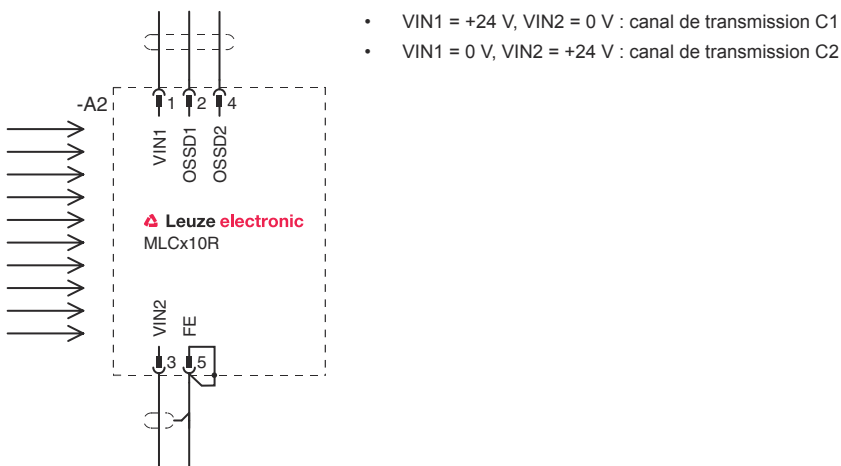 • VIN1 = +24 V, VIN2 = 0 V : canal de transmission C1
• VIN1 = 0 V, VIN2 = +24 V : canal de transmission C2
-A2
1 2 4
VIN1
OSSD1
OSSD2
Leuze electronic
MLCx10R
VIN2
FE
3 5